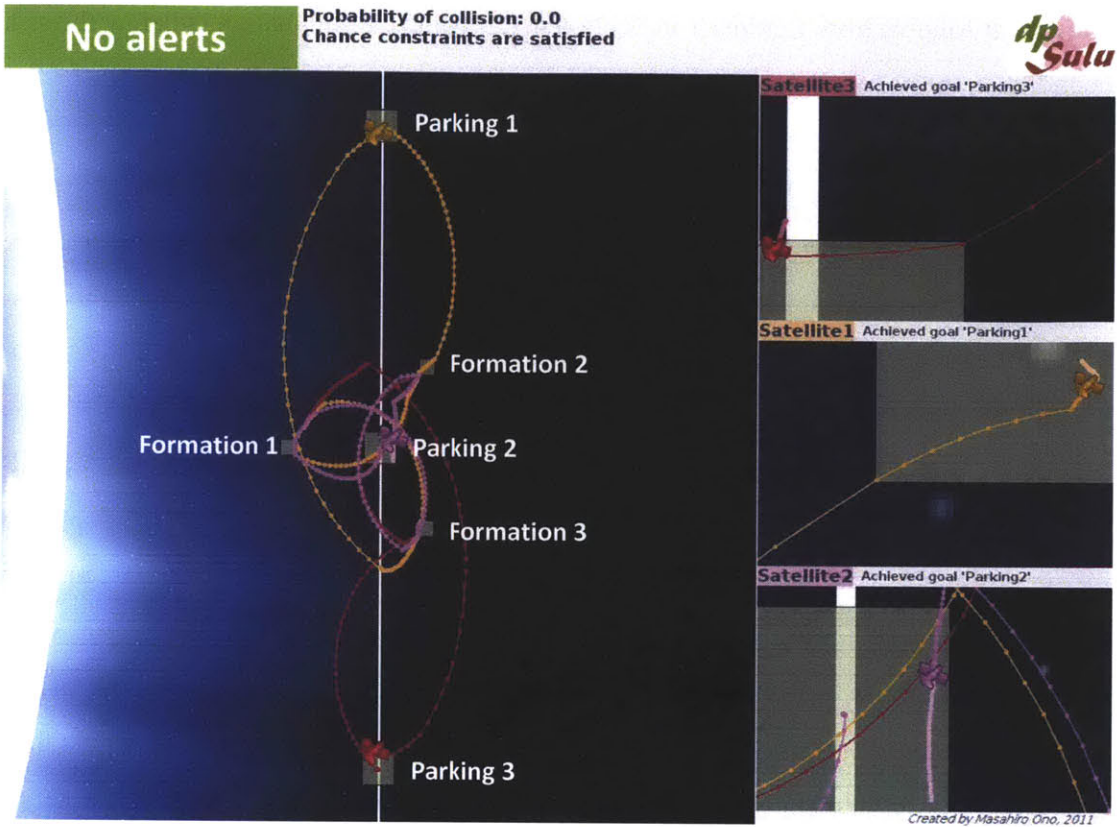 No alerts
Probability of collision: 0.0
Chance constraints are satisfied
dp
Sulu
Parking 1
Formation 2
Formation 1
Parking 2
Formation 3
Parking 3
Satellite3 Achieved goal 'Parking3'
Satellite1 Achieved goal 'Parking1'
Satellite2 Achieved goal 'Parking2'
Created by Masahiro Ono, 2011